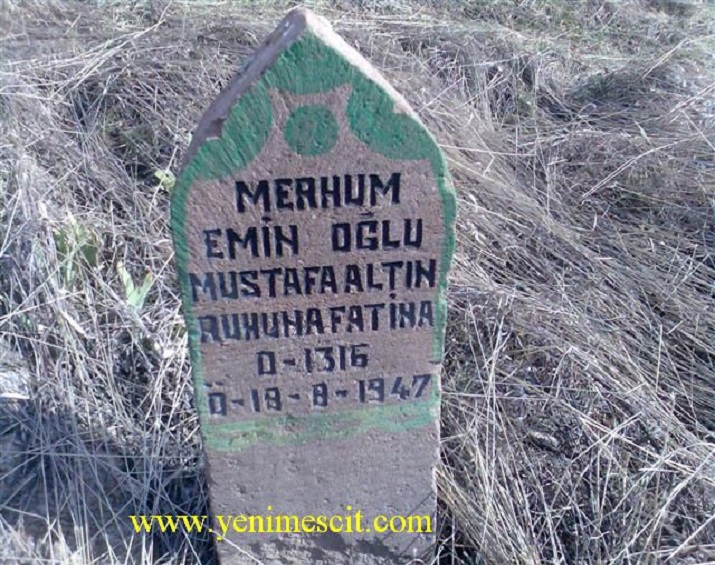 MERHUM
EMİN OĞLU
MUSTAFA ALTIN
RUHUNA FATİHA
D-1316
Ö-18-8-1947
www.yenimescit.com